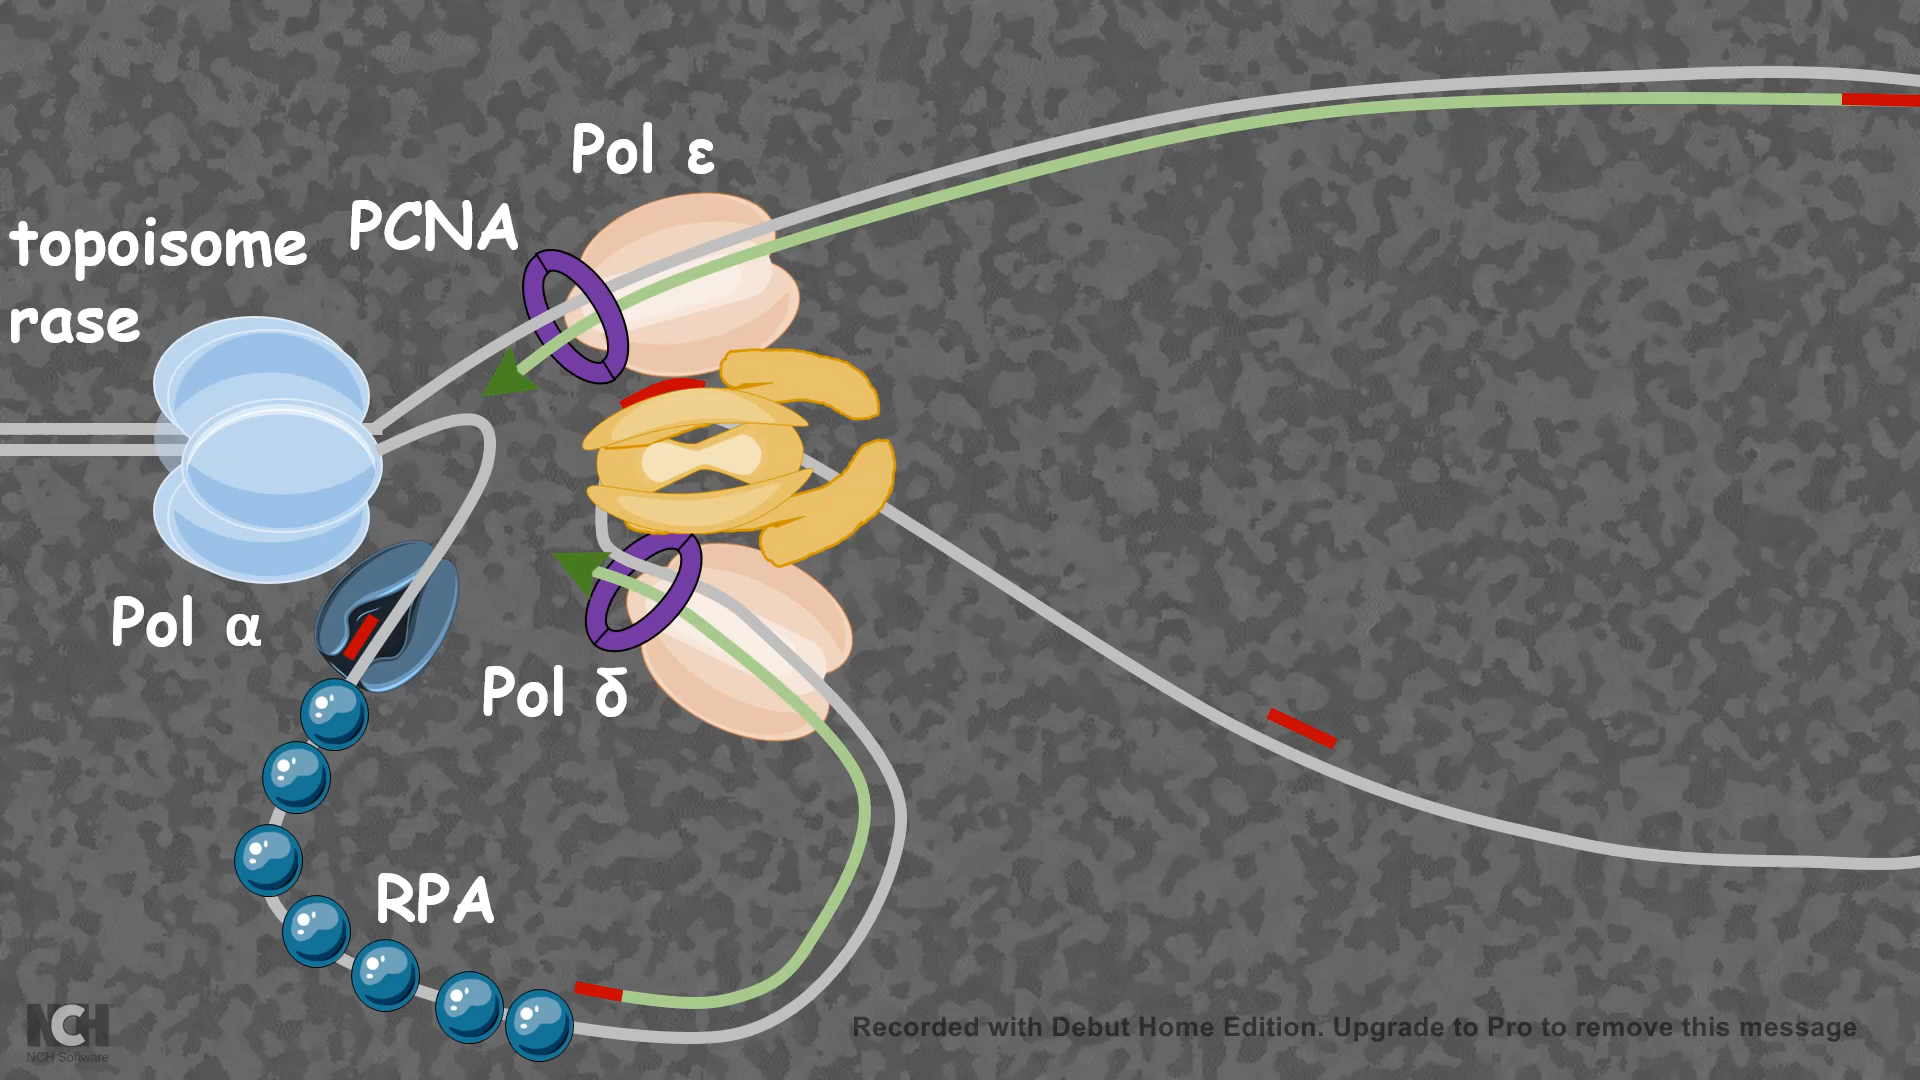 Pol ε
PCNA
topoisome
rase
Pol α
Pol δ
RPA
NCH
NCH Software
Recorded with Debut Home Edition. Upgrade to Pro to remove this message